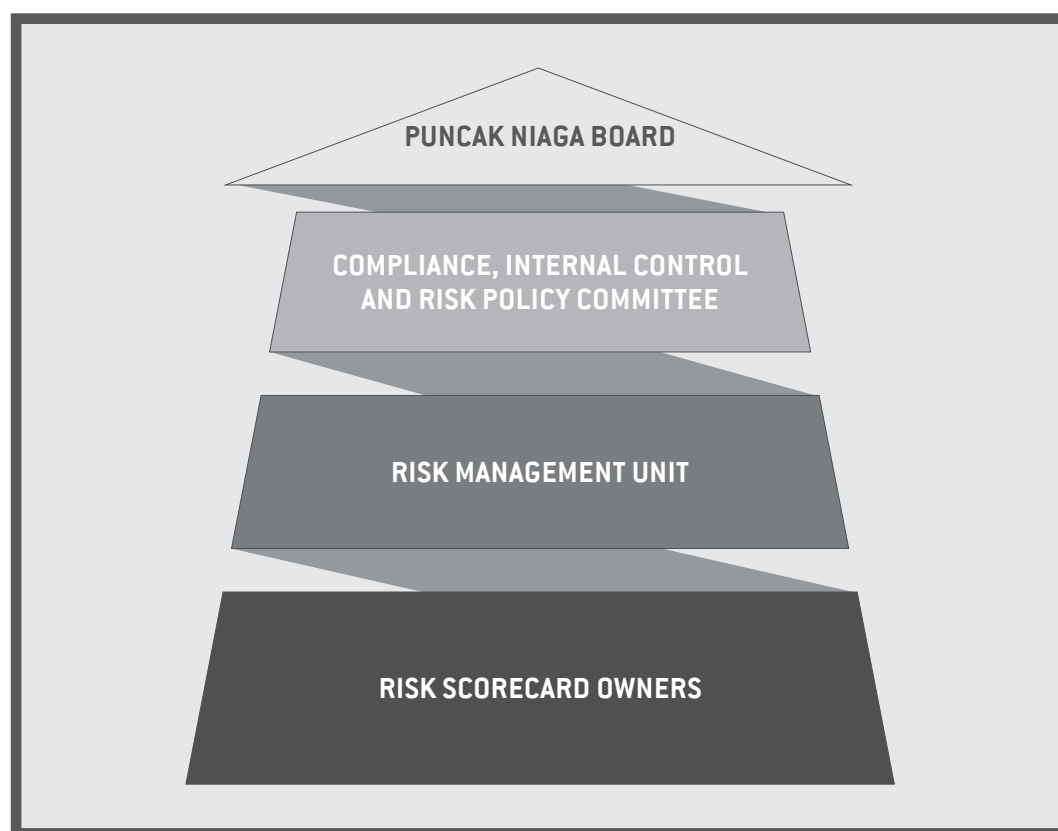 PUNCAK NIAGA BOARD
COMPLIANCE, INTERNAL CONTROL
AND RISK POLICY COMMITTEE
RISK MANAGEMENT UNIT
RISK SCORECARD OWNERS